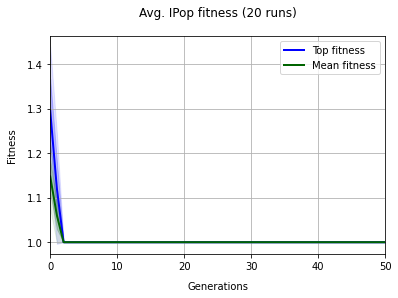 Avg. IPop fitness (20 runs)
Top fitness
Mean fitness
1.4
1.3
1.2
1.1
1.0
Fitness
0
10
20
30
40
50
Generations